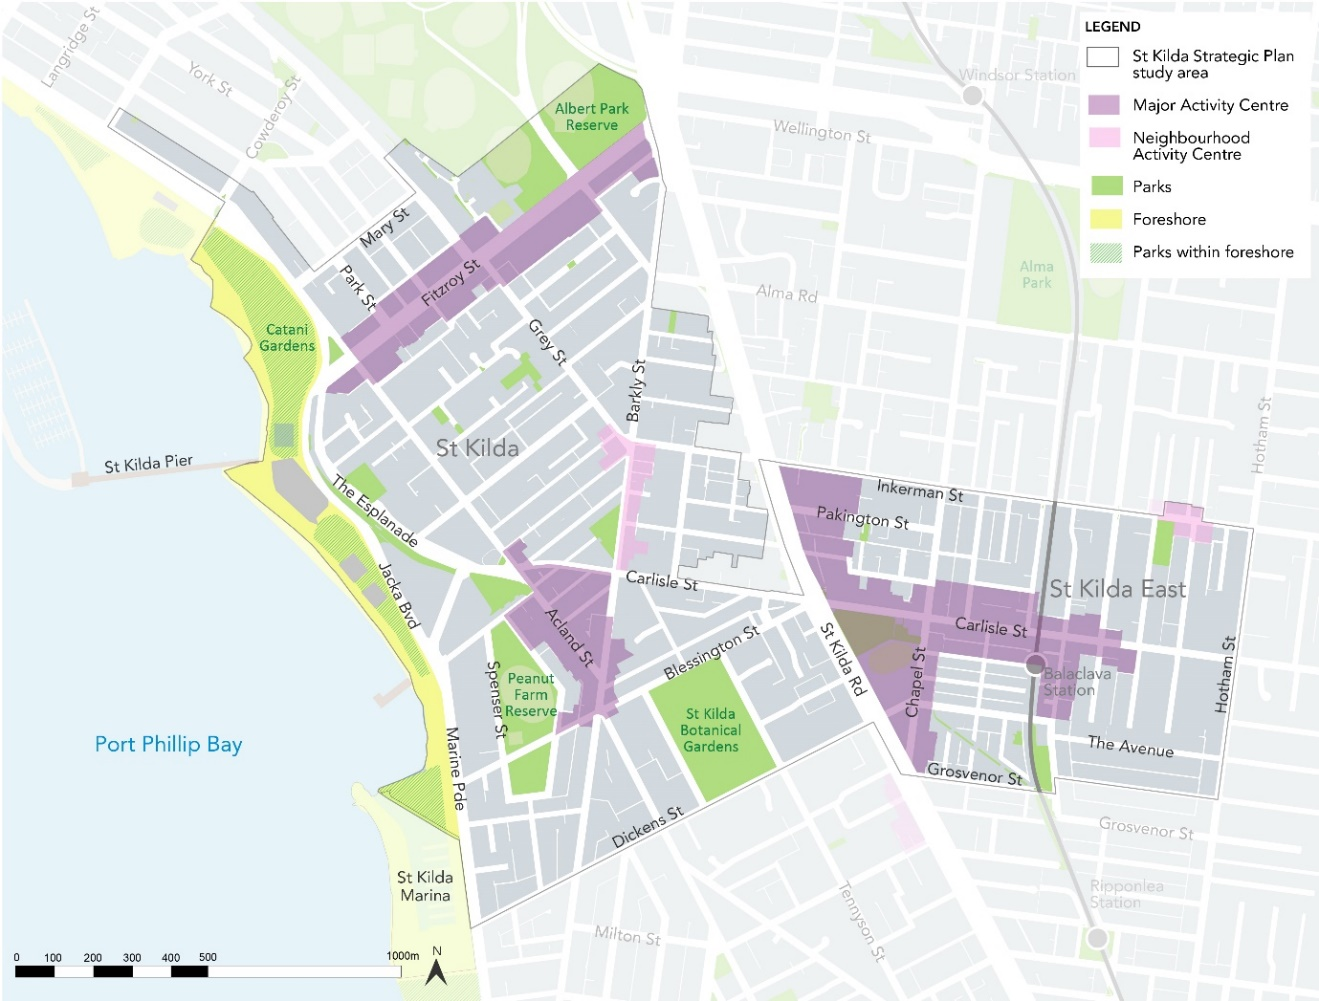 LEGEND
St Kilda Strategic Plan
study area
Major Activity Centre
Neighbourhood
Activity Centre
Parks
Foreshore
Parks within foreshore
Langridge St
York St
Cowderoy St
Albert Park
Reserve
Windsor Station
Wellington St
Mary St
Park St
Fitzroy St
Alma
Park
Alma Rd
Catani
Gardens
Grey St
Barkly St
Hotham St
St Kilda
St Kilda Pier
The Esplanade
Inkerman St
Pakington St
Jacka Bvd
Carlisle St
St Kilda East
Acland St
Carlisle St
Blessington St
St Kilda Rd
Chapel St
Hotham St
Balaclava
Station
Spenser St
Peanut
Farm
Reserve
St Kilda
Botanical
Gardens
Port Phillip Bay
Marine Pde
The Avenue
Grosvenor St
Dickens St
Grosvenor St
St Kilda
Marina
Ripponlea
Station
Tennyson St
Milton St
0 100 200 300 400 500 1000m
N